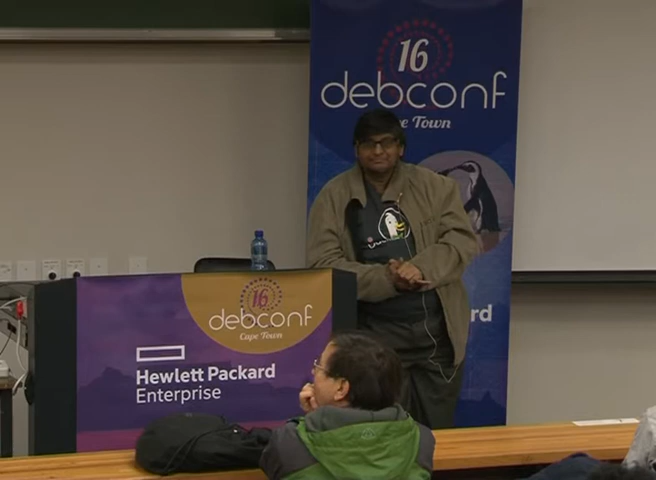 16
debconf
Cape Town
rd
16
debconf
Cape Town
Hewlett Packard
Enterprise